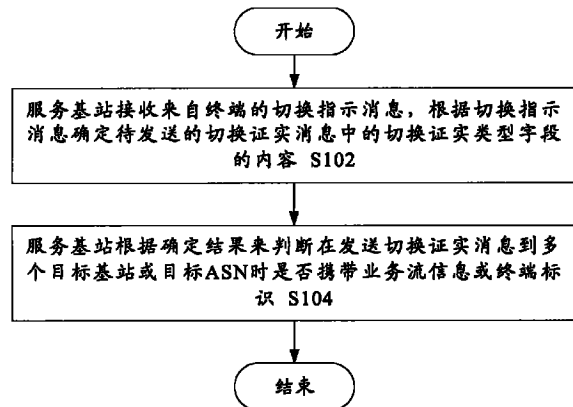 开始
服务基站接收来自终端的切换指示消息，根据切换指示
消息确定待发送的切换证实消息中的切换证实类型字段
的内容 S102
服务基站根据确定结果来判断在发送切换证实消息到多
个目标基站或目标ASN时是否携带业务流信息或终端标
识 S104
结束